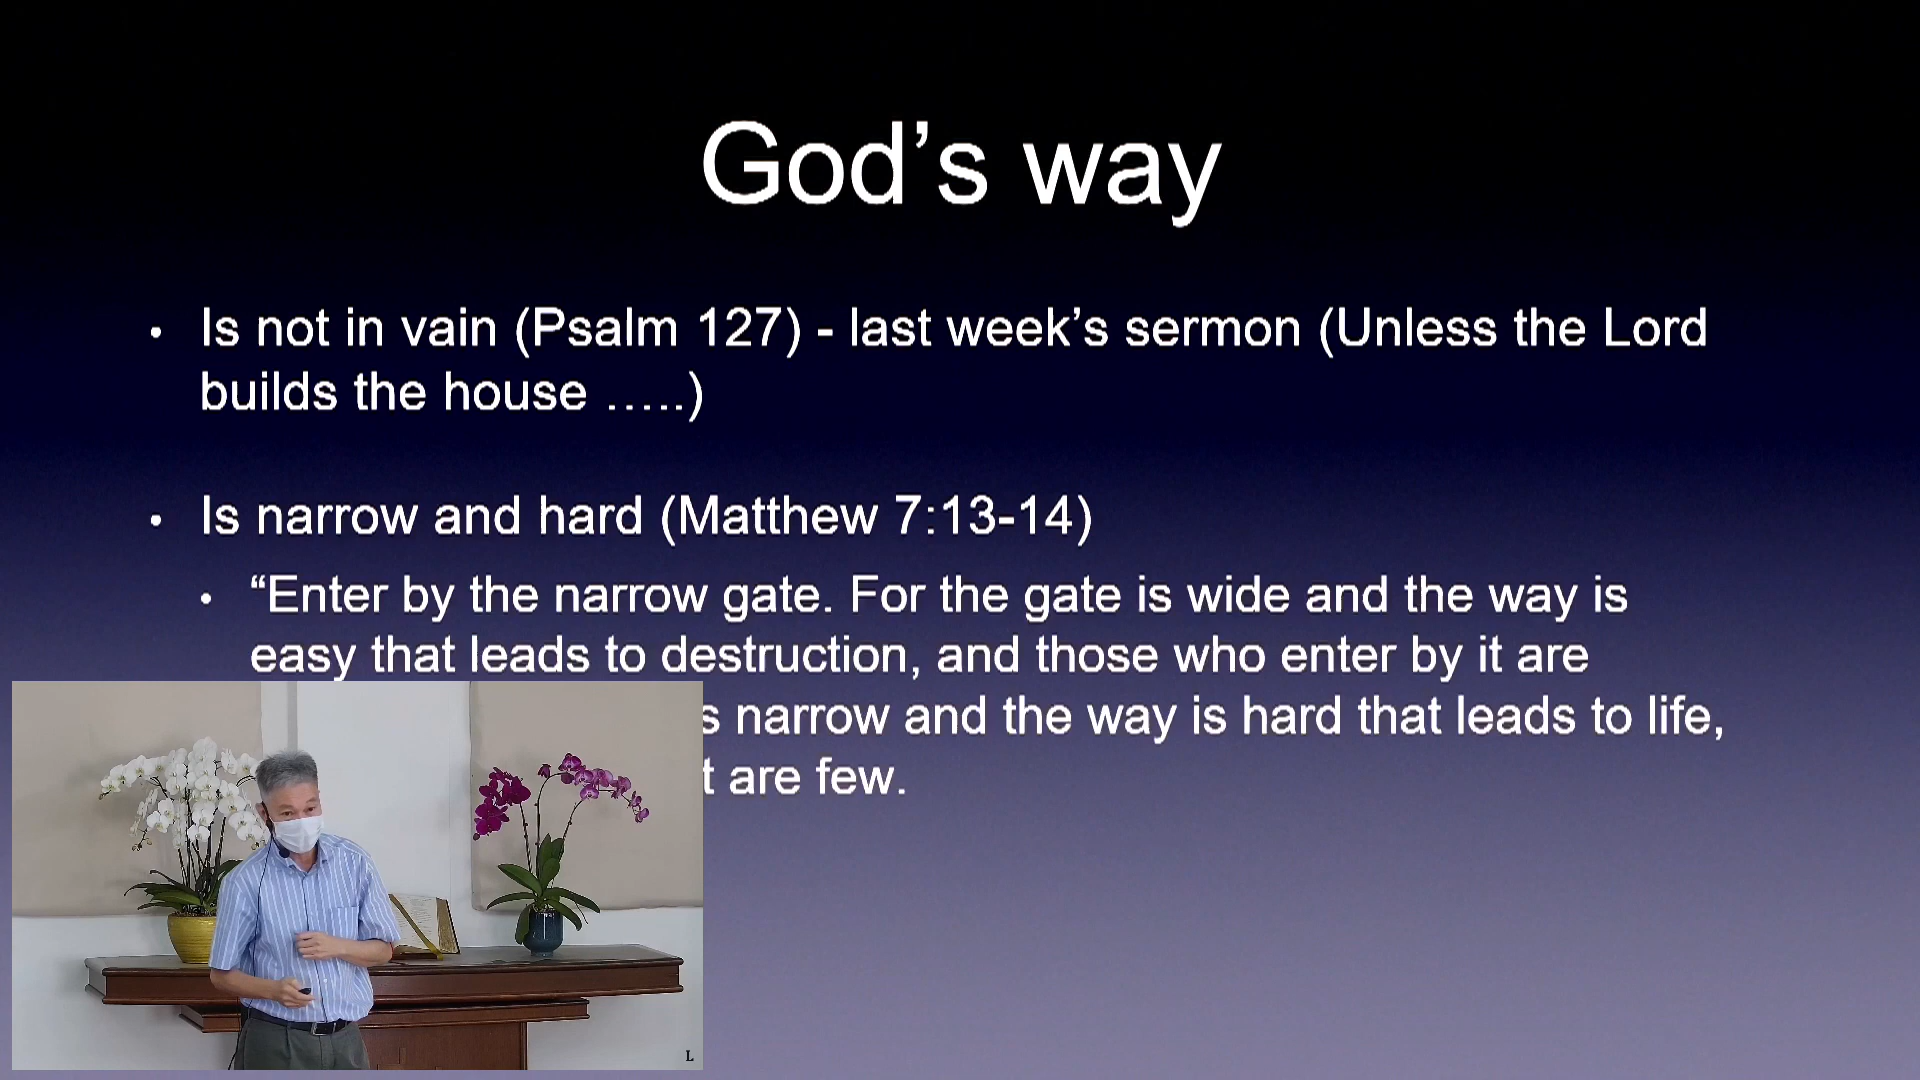 God’s way
• Is not in vain (Psalm 127) - last week’s sermon (Unless the Lord
builds the house …..)
• Is narrow and hard (Matthew 7:13-14)
• “Enter by the narrow gate. For the gate is wide and the way is
easy that leads to destruction, and those who enter by it are
s narrow and the way is hard that leads to life,
t are few.
L